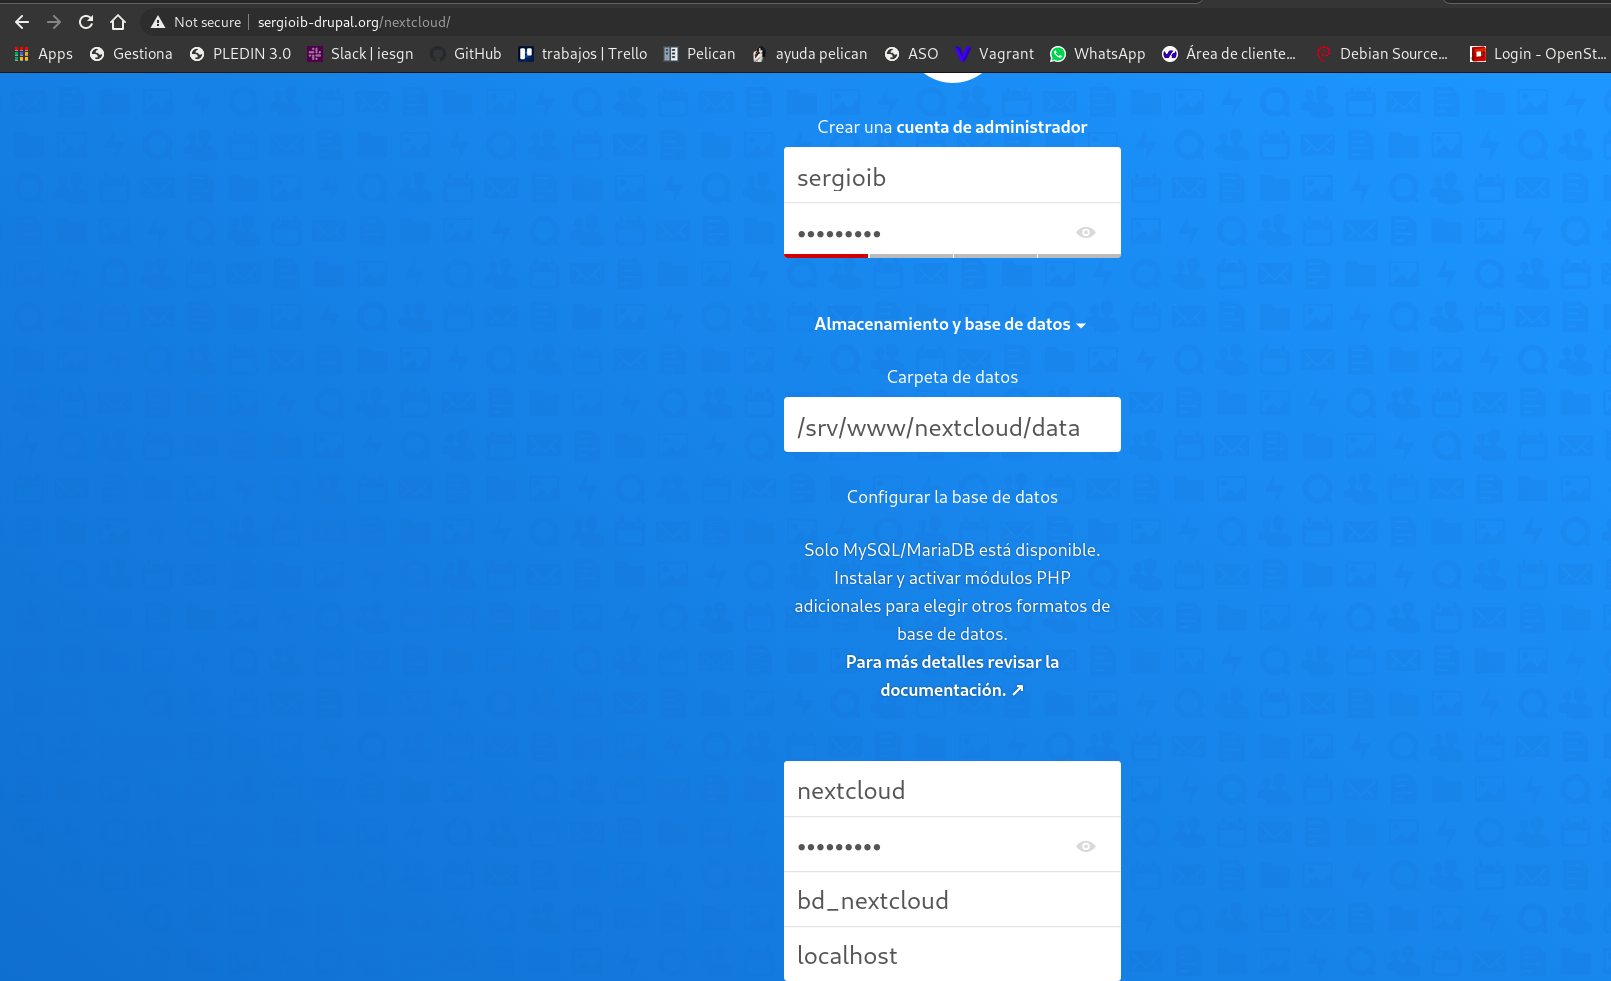 Not secure sergioib-drupal.org/nextcloud/
Apps Gestiona PLEDIN 3.0 Slack | iesgn GitHub trabajos | Trello Pelican ayuda pelican ASO Vagrant WhatsApp Área de cliente... Debian Source... Login - OpenSt...
Crear una cuenta de administrador
sergioib
•••••••••
Almacenamiento y base de datos
Carpeta de datos
/srv/www/nextcloud/data
Configurar la base de datos
Solo MySQL/MariaDB está disponible.
Instalar y activar módulos PHP
adicionales para elegir otros formatos de
base de datos.
Para más detalles revisar la
documentación. ↗
nextcloud
•••••••••
bd_nextcloud
localhost